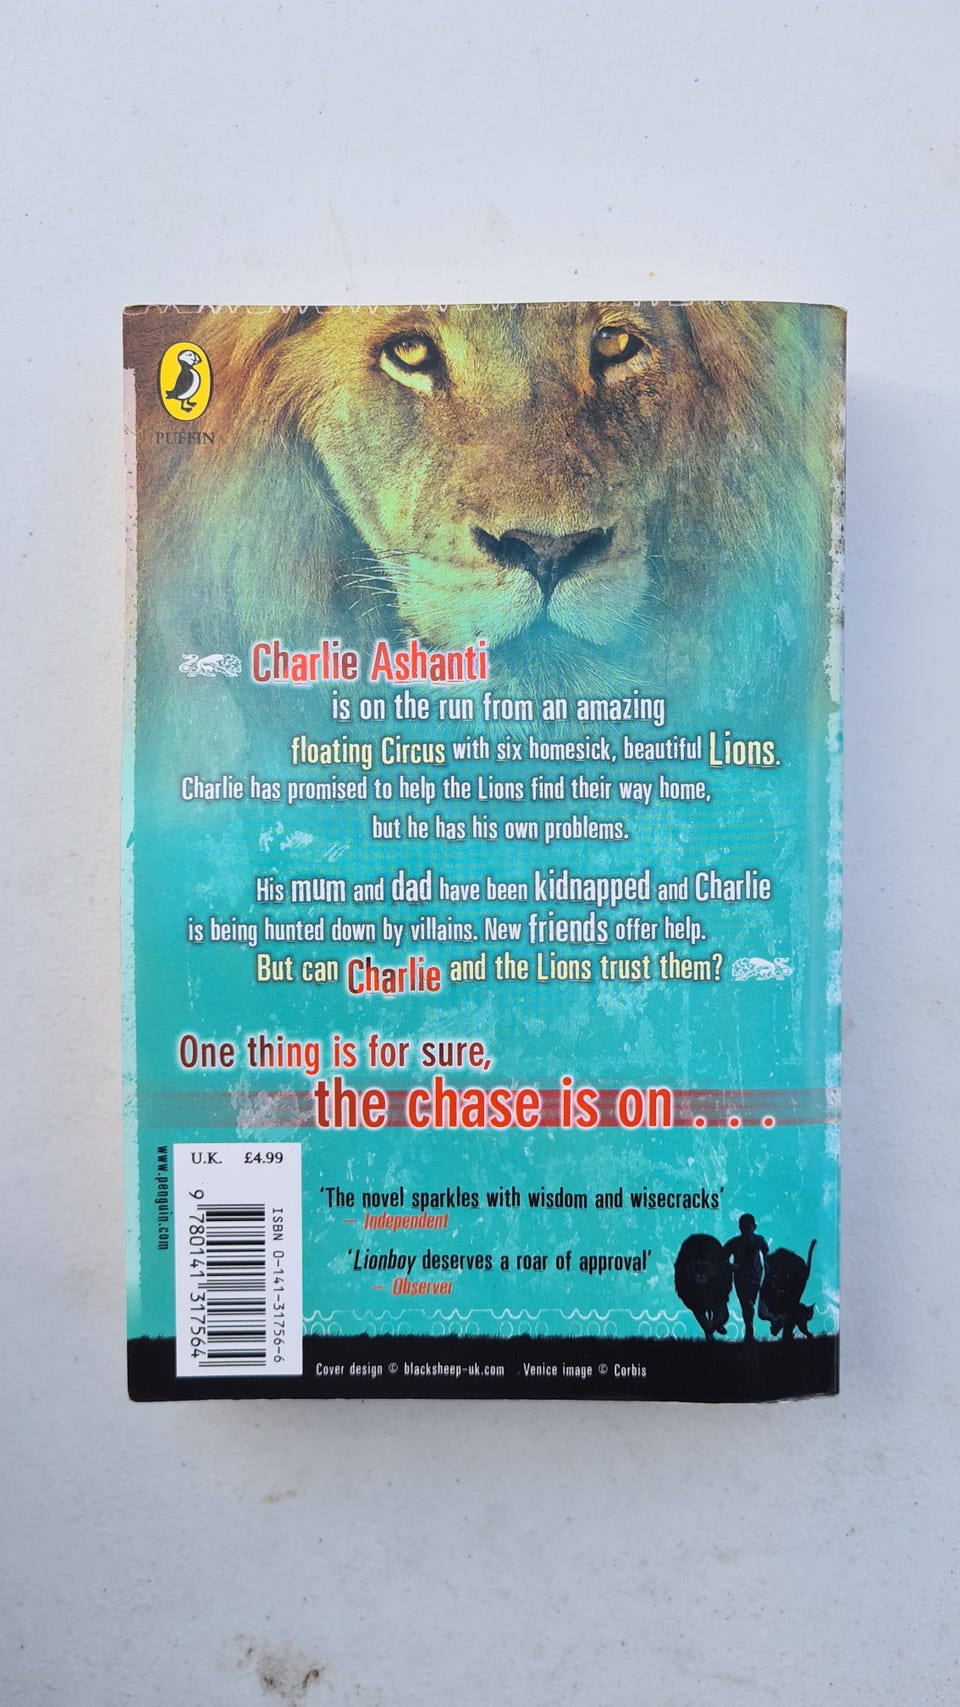 PUFFIN
Charlie Ashanti
is on the run from an amazing
floating Circus with six homesick, beautiful Lions.
Charlie has promised to help the Lions find their way home,
but he has his own problems.
His mum and dad have been kidnapped and Charlie
is being hunted down by villains. New friends offer help.
But can Charlie and the Lions trust them?
One thing is for sure,
the chase is on . . .
www.penguin.com
U.K. £4.99
ISBN 0-141-31756-6
9 780141 317564
'The novel sparkles with wisdom and wisecracks'
– Independent
'Lionboy deserves a roar of approval'
– Observer
Cover design © blacksheep-uk.com Venice image © Corbis